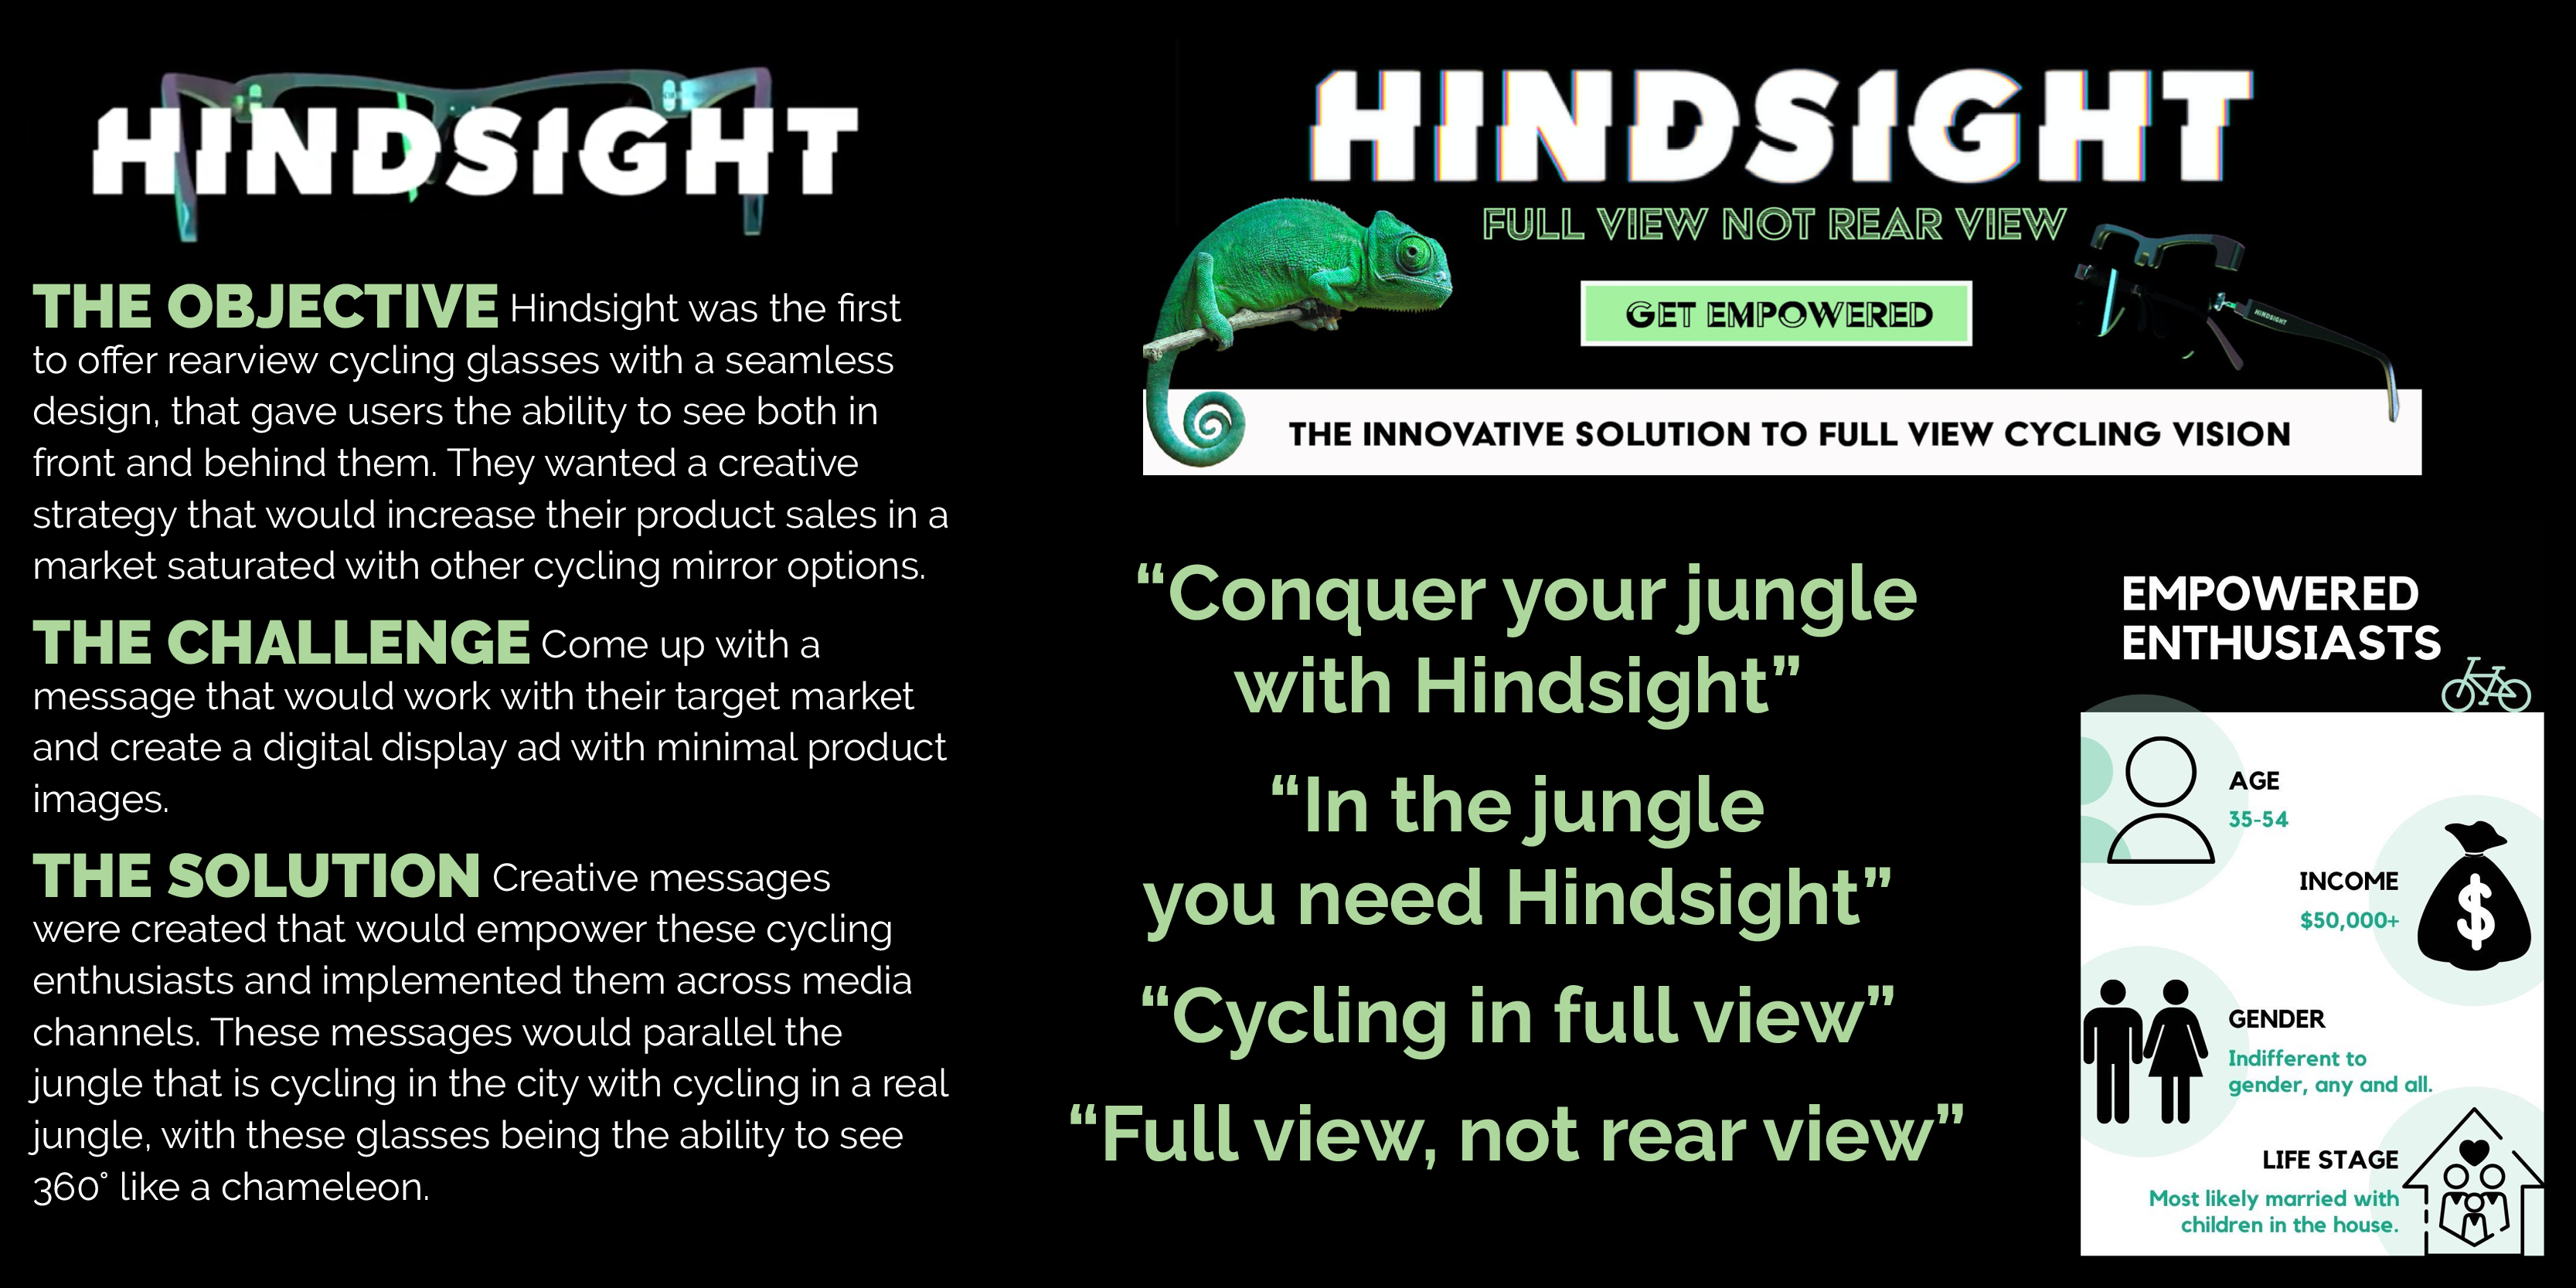 HINDSIGHT
THE OBJECTIVE Hindsight was the first
to offer rearview cycling glasses with a seamless
design, that gave users the ability to see both in
front and behind them. They wanted a creative
strategy that would increase their product sales in a
market saturated with other cycling mirror options.
THE CHALLENGE Come up with a
message that would work with their target market
and create a digital display ad with minimal product
images.
THE SOLUTION Creative messages
were created that would empower these cycling
enthusiasts and implemented them across media
channels. These messages would parallel the
jungle that is cycling in the city with cycling in a real
jungle, with these glasses being the ability to see
360° like a chameleon.
HINDSIGHT
FULL VIEW NOT REAR VIEW
GET EMPOWERED
HINDSIGHT
THE INNOVATIVE SOLUTION TO FULL VIEW CYCLING VISION
“Conquer your jungle
with Hindsight”
“In the jungle
you need Hindsight”
“Cycling in full view”
“Full view, not rear view”
EMPOWERED
ENTHUSIASTS
AGE
35-54
INCOME
$50,000+
$
GENDER
Indifferent to
gender, any and all.
LIFE STAGE
Most likely married with
children in the house.